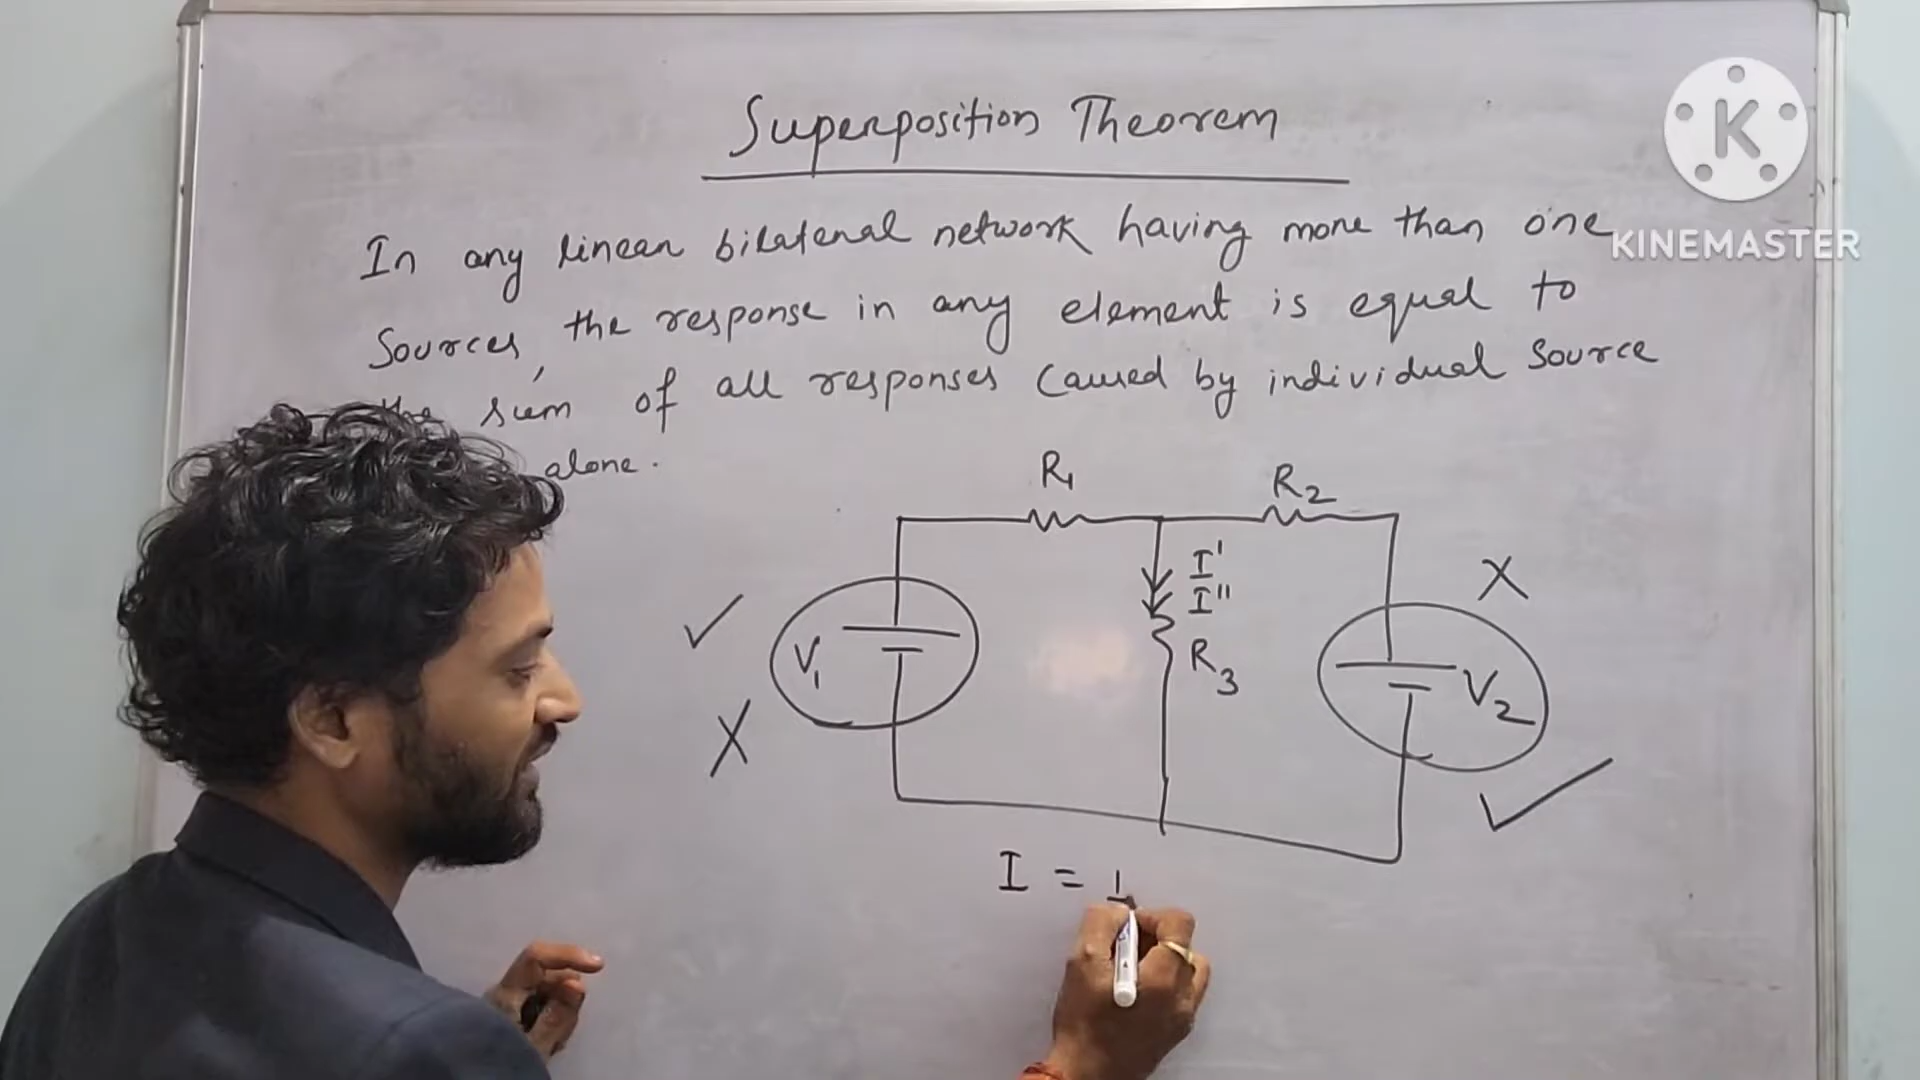 Superposition Theorem
In any linear bilateral network having more than one
Sources, the response in any element is equal to
the sum of all responses caused by individual Source
alone.
R1
R2
I'
I"
R3
V1
V2
X
X
I =
K
KINEMASTER